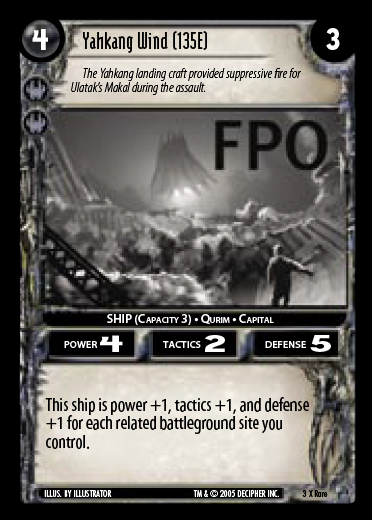 4
Yahkang Wind (135E)
3
The Yahkang landing craft provided suppressive fire for
Ulatak's Makal during the assault.
FPO
SHIP (CAPACITY 3) • QURIM • CAPITAL
POWER 4
TACTICS 2
DEFENSE 5
This ship is power +1, tactics +1, and defense
+1 for each related battleground site you
control.
ILLUS. BY ILLUSTRATOR
TM & © 2005 DECIPHER INC.
3 X Rare